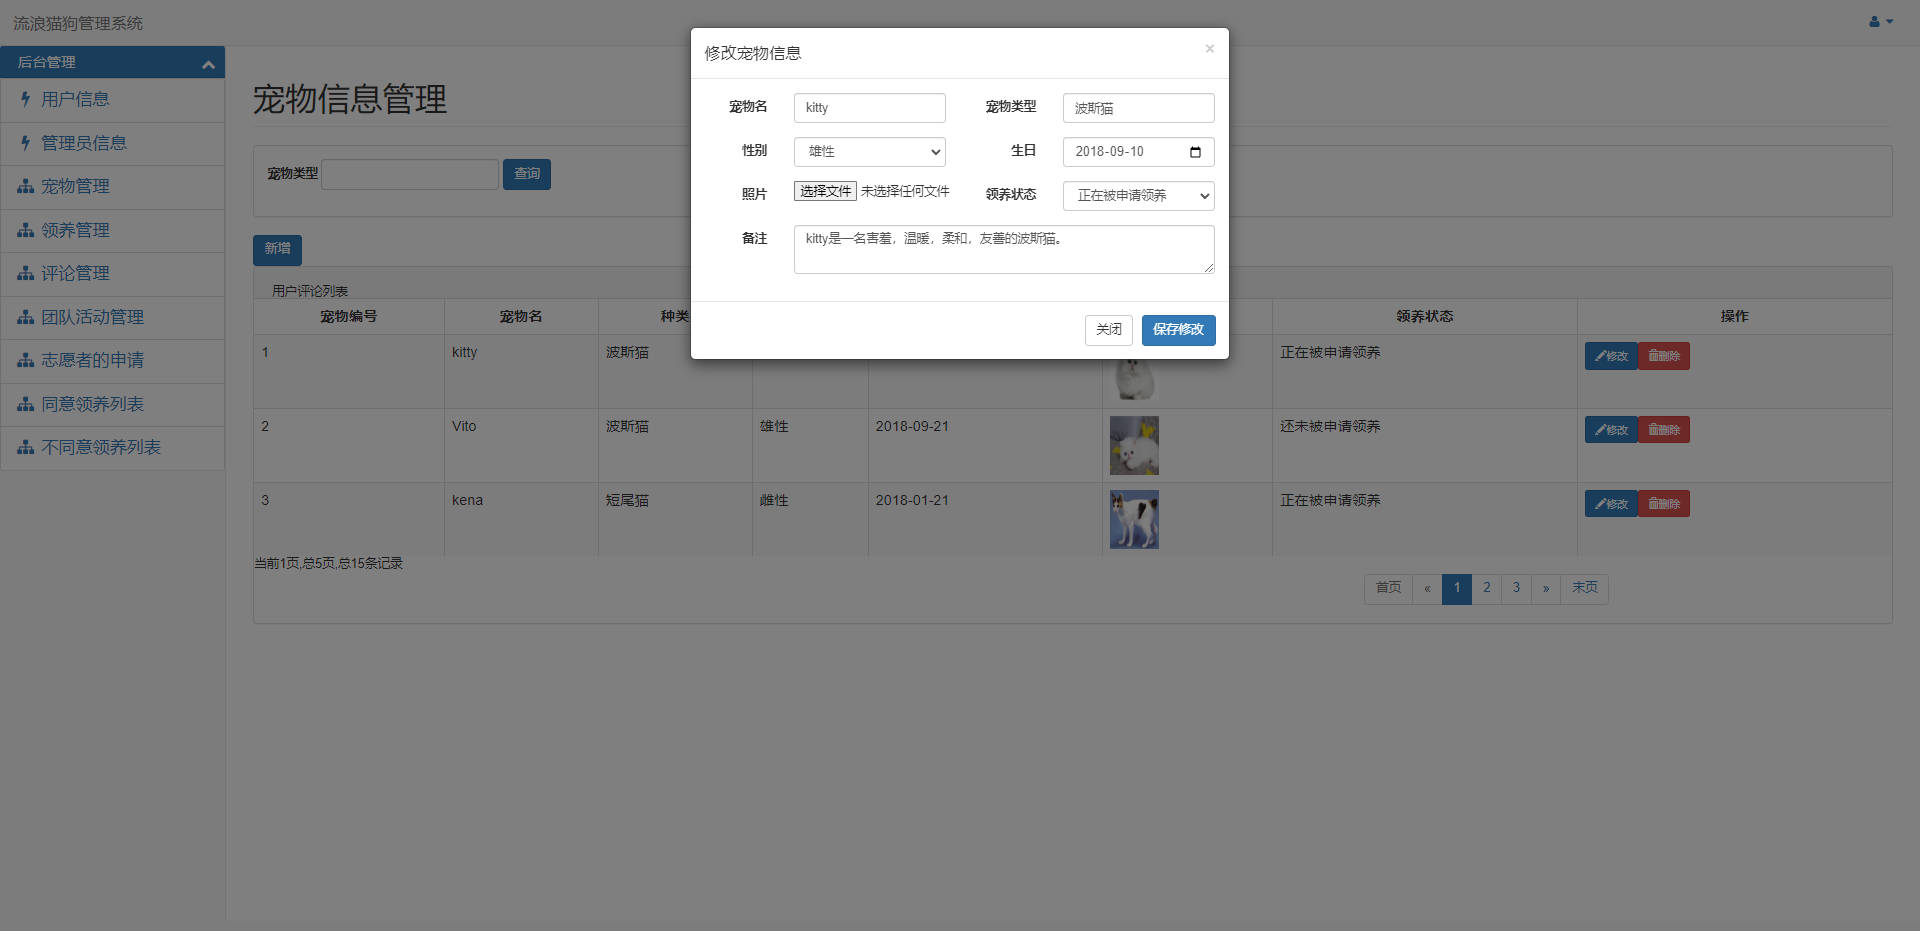 流浪猫狗管理系统
后台管理
用户信息
管理员信息
宠物管理
领养管理
评论管理
团队活动管理
志愿者的申请
同意领养列表
不同意领养列表
宠物信息管理
宠物类型 查询
新增
用户评论列表
宠物编号 宠物名 种类 领养状态 操作
1 kitty 波斯猫 正在被申请领养 修改 删除
2 Vito 波斯猫 雄性 2018-09-21 还未被申请领养 修改 删除
3 kena 短尾猫 雌性 2018-01-21 正在被申请领养 修改 删除
当前1页,总5页,总15条记录
首页 « 1 2 3 » 末页
修改宠物信息 ×
宠物名 kitty 宠物类型 波斯猫
性别 雄性 生日 2018-09-10
照片 选择文件 未选择任何文件 领养状态 正在被申请领养
备注 kitty是一名害羞，温暖，柔和，友善的波斯猫。
关闭 保存修改